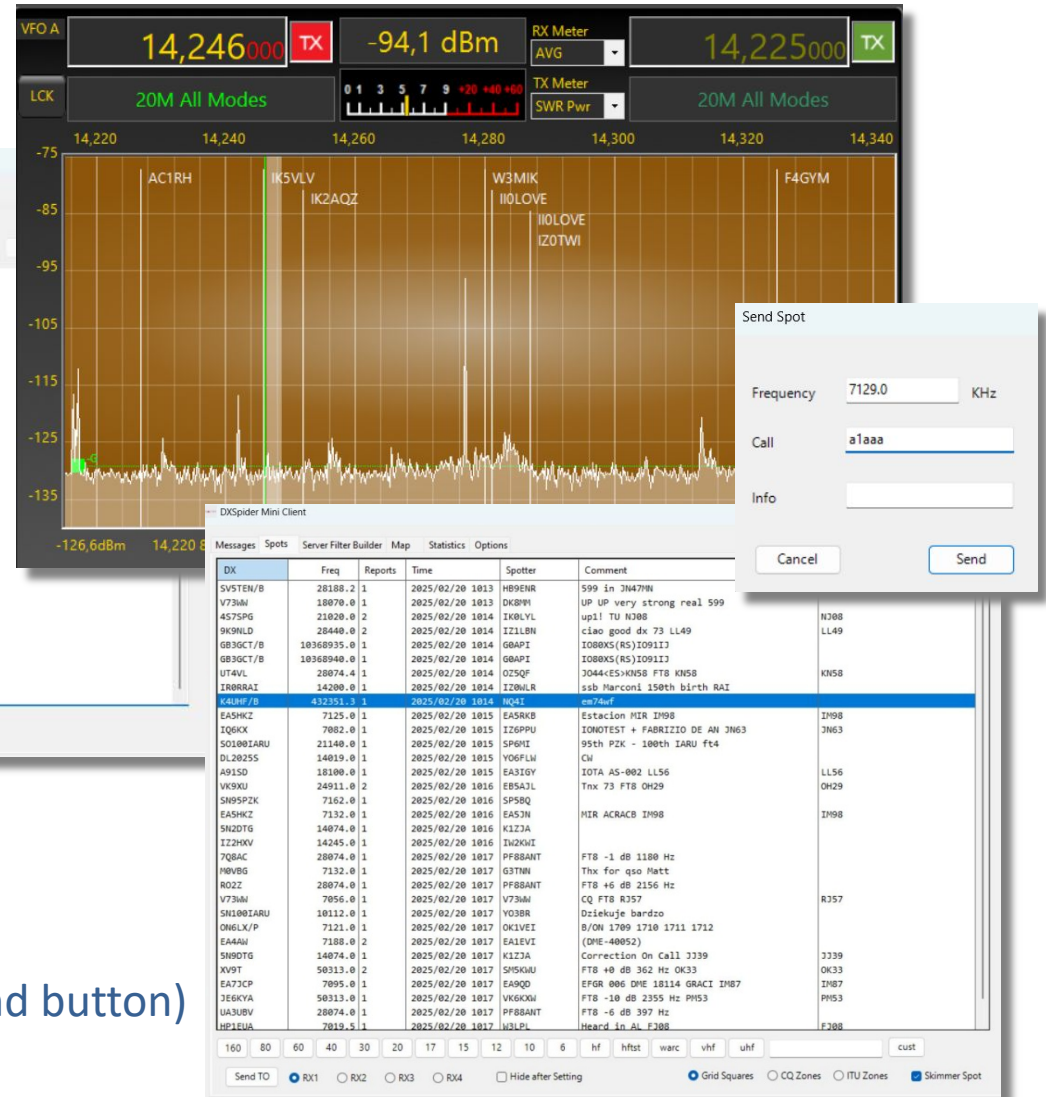 VFO A
14,246000
TX
-94,1 dBm
RX Meter
AVG
14,225000
TX
LCK
20M All Modes
0 1 3 5 7 9 +20 +40 +60
TX Meter
SWR Pwr
20M All Modes
14,220 14,240 14,260 14,280 14,300 14,320 14,340
-75
AC1RH IK5VLV W3MIK F4GYM
IK2AQZ II0LOVE
-85
II0LOVE
IZ0TWI
-95
-105
-115
-125
-G
-135
-126,6dBm 14,220 8
Send Spot
Frequency 7129.0 KHz
Call a1aaa
Info
Cancel Send
DXSpider Mini Client
Messages Spots Server Filter Builder Map Statistics Options
DX Freq Reports Time Spotter Comment
SV5TEN/B 28188.2 1 2025/02/20 1013 HB9ENR 599 in JN47MN
V73WW 18070.0 1 2025/02/20 1013 DK8MM UP UP very strong real 599
4S7SPG 21020.0 2 2025/02/20 1014 IK0LYL up1! TU NJ08 NJ08
9K9NLD 28440.0 2 2025/02/20 1014 IZ1LBN ciao good dx 73 LL49 LL49
GB3GCT/B 10368935.0 1 2025/02/20 1014 G0API IO80XS(RS)IO91IJ
GB3GCT/B 10368940.0 1 2025/02/20 1014 G0API IO80XS(RS)IO91IJ
UT4VL 28074.4 1 2025/02/20 1014 OZ5QF JO44<ES>KN58 FT8 KN58 KN58
IR0RRAI 14200.0 1 2025/02/20 1014 IZ0WLR ssb Marconi 150th birth RAI
K4UHF/B 432351.3 1 2025/02/20 1014 NQ4I em74wf
EA5HKZ 7125.0 1 2025/02/20 1015 EA5RKB Estacion MIR IM98 IM98
IQ6KX 7082.0 1 2025/02/20 1015 IZ6PPU IONOTEST + FABRIZIO DE AN JN63 JN63
SO100IARU 21140.0 1 2025/02/20 1015 SP6MI 95th PZK - 100th IARU ft4
DL2025S 14019.0 1 2025/02/20 1015 YO6FLW CW
A91SD 18100.0 1 2025/02/20 1015 EA3IGY IOTA AS-002 LL56 LL56
VK9XU 24911.0 2 2025/02/20 1016 EB5AJL Tnx 73 FT8 OH29 OH29
SN95PZK 7162.0 1 2025/02/20 1016 SP5BQ
EA5HKZ 7132.0 1 2025/02/20 1016 EA5JN MIR ACRACB IM98 IM98
5N2DTG 14074.0 1 2025/02/20 1016 K1ZJA
IZ2HXV 14245.0 1 2025/02/20 1016 IW2KWI
7Q8AC 28074.0 1 2025/02/20 1017 PF88ANT FT8 -1 dB 1180 Hz
M0VBG 7132.0 1 2025/02/20 1017 G3TNN Thx for qso Matt
RO2Z 28074.0 1 2025/02/20 1017 PF88ANT FT8 +6 dB 2156 Hz
V73WW 7056.0 1 2025/02/20 1017 V73WW CQ FT8 RJ57 RJ57
SN100IARU 10112.0 1 2025/02/20 1017 YO3BR Dziekuje bardzo
ON6LX/P 7121.0 1 2025/02/20 1017 OK1VEI B/ON 1709 1710 1711 1712
EA4AW 7188.0 2 2025/02/20 1017 EA1EVI (DME-40052)
5N9DTG 14074.0 1 2025/02/20 1017 K1ZJA Correction On Call JJ39 JJ39
XV9T 50313.0 2 2025/02/20 1017 SM5KWU FT8 +0 dB 362 Hz OK33 OK33
EA7JCP 7095.0 1 2025/02/20 1017 EA9QD EFGR 006 DME 18114 GRACI IM87 IM87
JE6KYA 50313.0 1 2025/02/20 1017 VK6KXW FT8 -10 dB 2355 Hz PM53 PM53
UA3UBV 28074.0 1 2025/02/20 1017 PF88ANT FT8 -6 dB 397 Hz
HP1EUA 7019.5 1 2025/02/20 1017 W3LPL Heard in AL FJ08 FJ08
nd button)
160 80 60 40 30 20 17 15 12 10 6 hf hftst warc vhf uhf cust
Send TO RX1 RX2 RX3 RX4 Hide after Setting Grid Squares CQ Zones ITU Zones Skimmer Spot